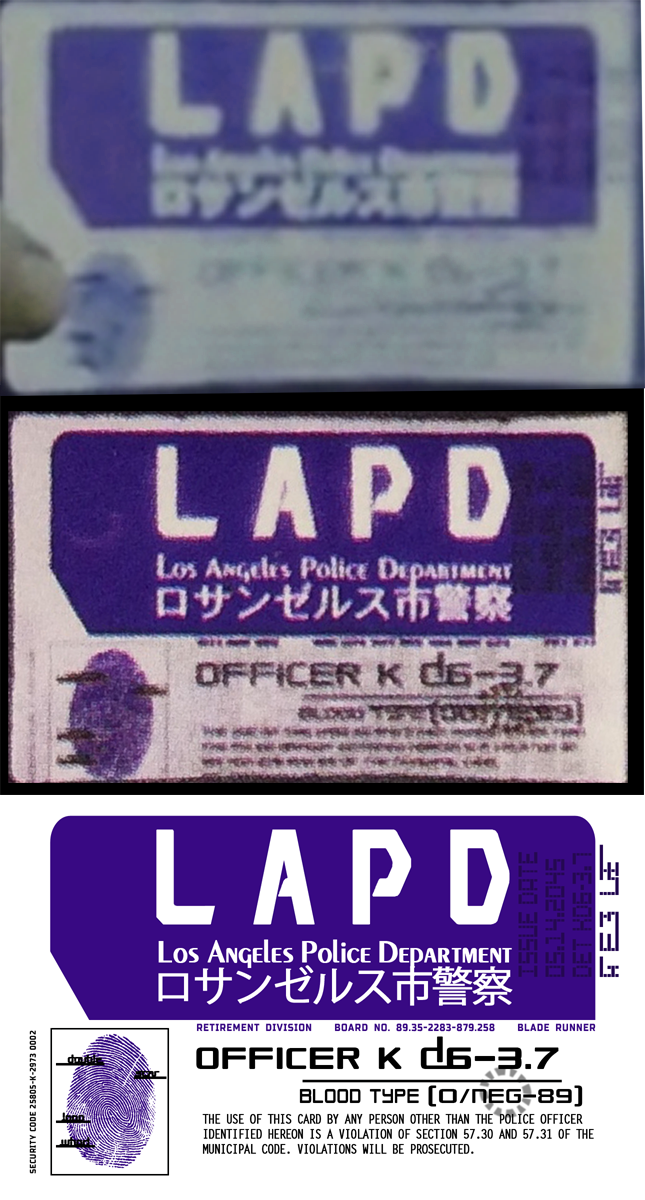 LAPD
Los Angeles Police Department
ロサンゼルス市警察
OFFICER K d6-3.7
LAPD
Los Angeles Police Department
ロサンゼルス市警察
OFFICER K d6-3.7
BLOOD TYPE
LAPD
Los Angeles Police Department
ロサンゼルス市警察
ISSUE DATE
05.14.2045
DET KD6-3.7
RETIREMENT DIVISION BOARD NO. 89.35-2283-879.258 BLADE RUNNER
OFFICER K d6-3.7
BLOOD TYPE (O/NEG-89)
THE USE OF THIS CARD BY ANY PERSON OTHER THAN THE POLICE OFFICER
IDENTIFIED HEREON IS A VIOLATION OF SECTION 57.30 AND 57.31 OF THE
MUNICIPAL CODE. VIOLATIONS WILL BE PROSECUTED.
SECURITY CODE 25805-K-2973 0002